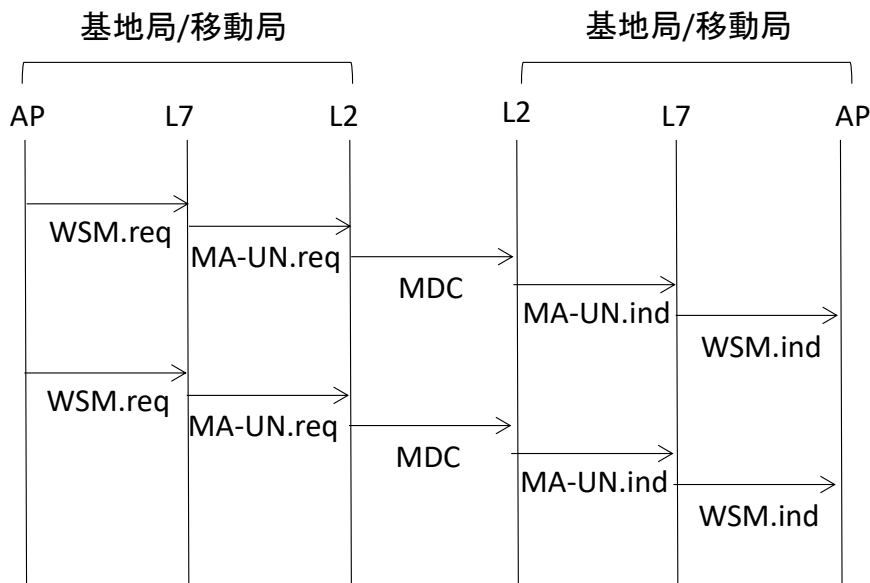 基地局/移動局 基地局/移動局
AP L7 L2 L2 L7 AP
WSM.req
MA-UN.req
MDC
MA-UN.ind
WSM.ind
WSM.req
MA-UN.req
MDC
MA-UN.ind
WSM.ind